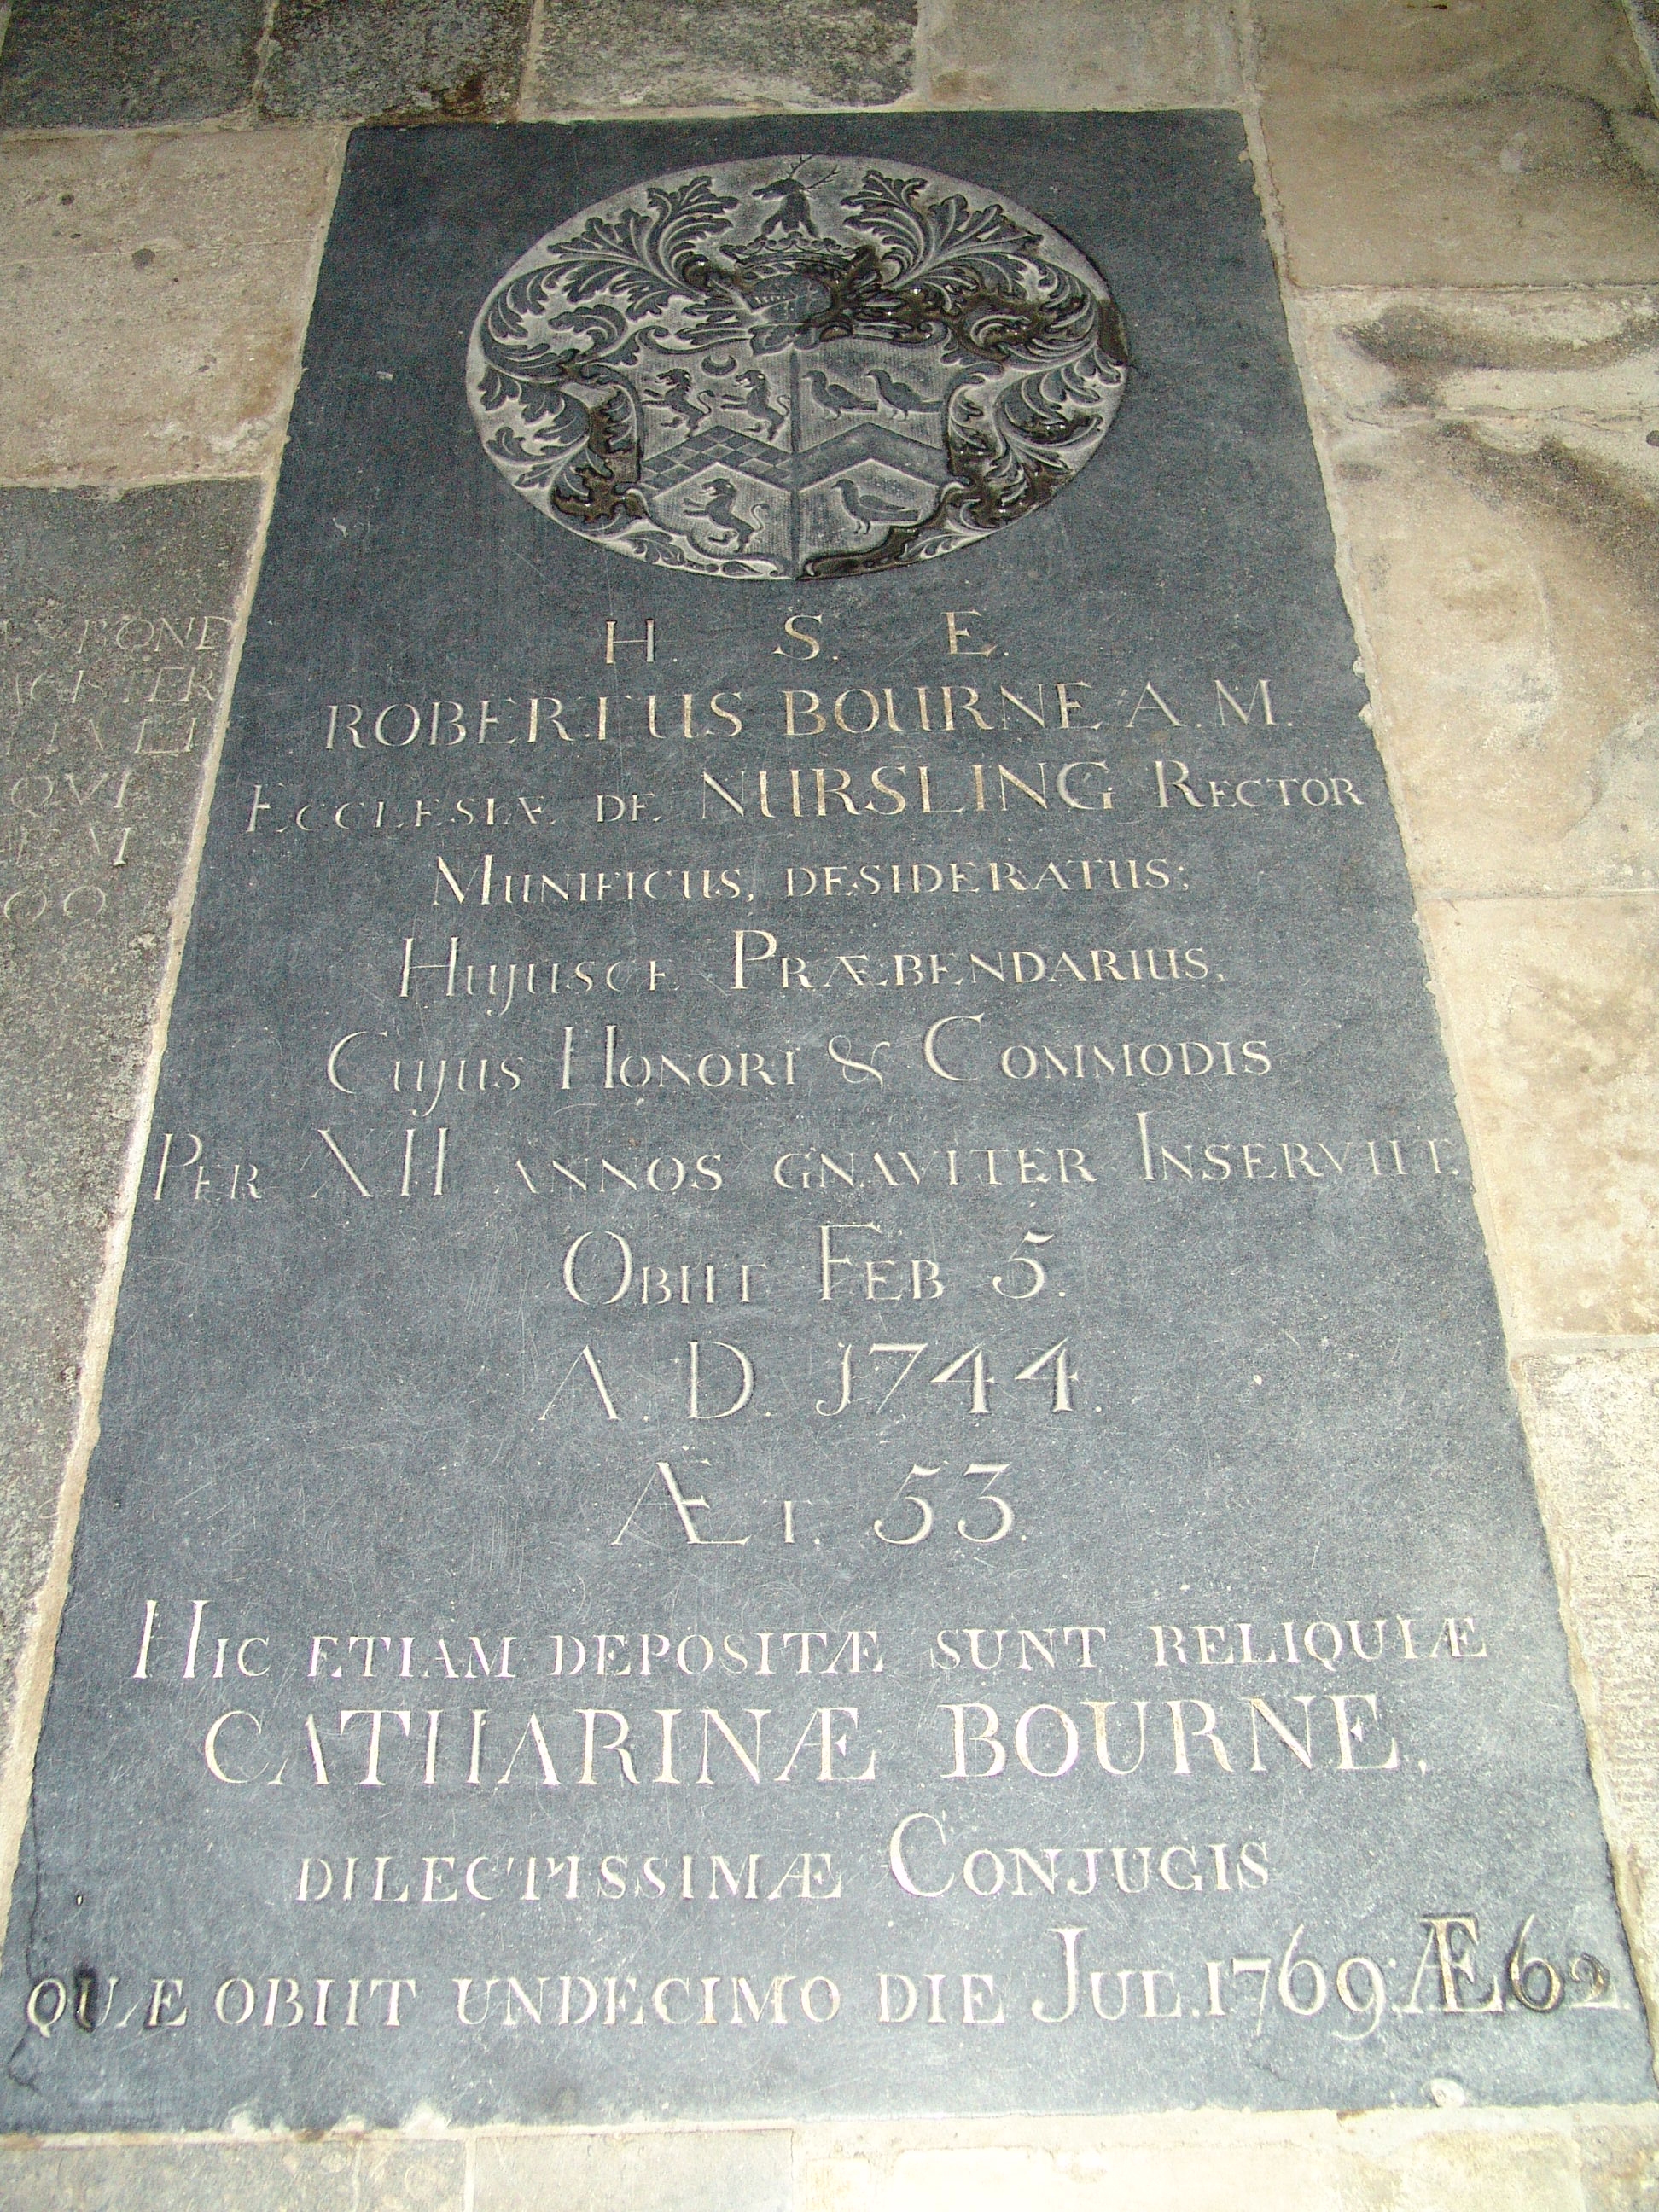 H. S. E.
ROBERTUS BOURNE A. M.
ECCLESIÆ DE NURSLING RECTOR
MUNIFICUS, DESIDERATUS;
HUJUSCE PRÆBENDARIUS,
CUJUS HONORI & COMMODIS
PER XII ANNOS GNAVITER INSERVIIT.
OBIIT FEB 5.
A. D. 1744.
ÆT. 53.
HIC ETIAM DEPOSITÆ SUNT RELIQUIÆ
CATHARINÆ BOURNE,
DILECTISSIMÆ CONJUGIS
QUÆ OBIIT UNDECIMO DIE JUL. 1769. Æ. 62
QVI